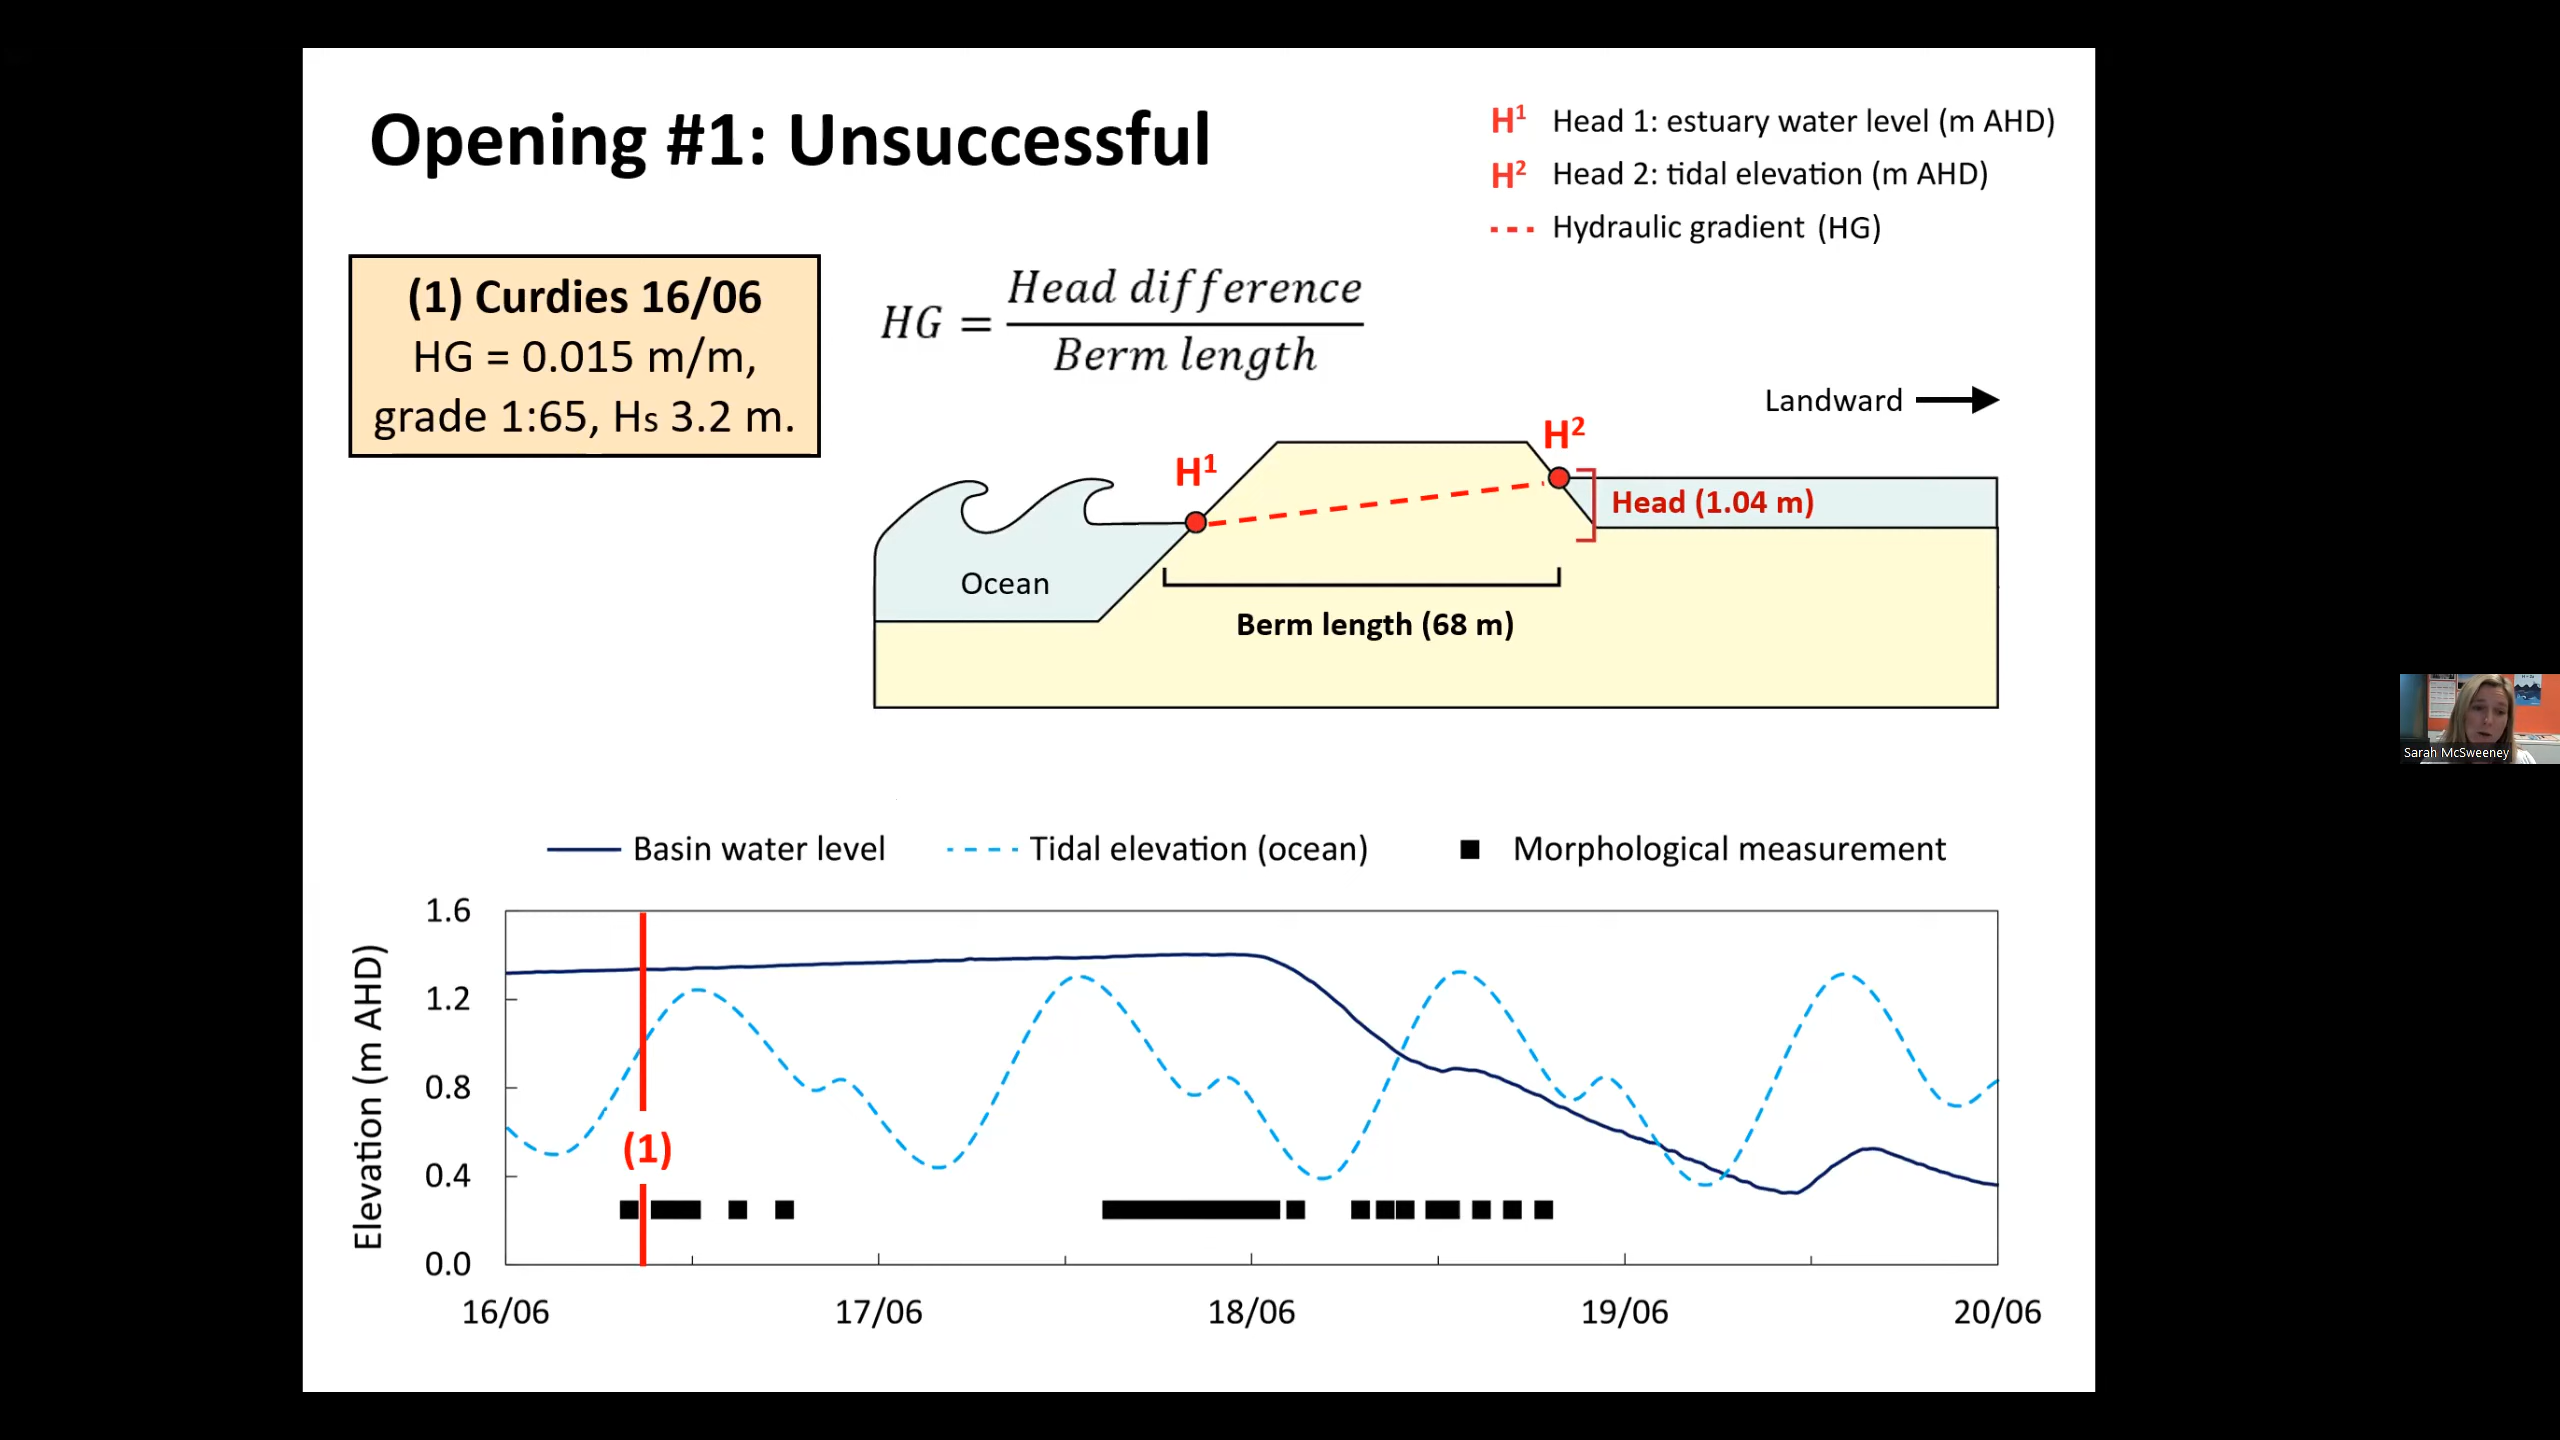 Opening #1: Unsuccessful
H¹ Head 1: estuary water level (m AHD)
H² Head 2: tidal elevation (m AHD)
Hydraulic gradient (HG)
(1) Curdies 16/06
HG = 0.015 m/m,
grade 1:65, Hs 3.2 m.
HG = Head difference
Berm length
Landward
H¹
H²
Head (1.04 m)
Ocean
Berm length (68 m)
Sarah McSweeney
Basin water level
Tidal elevation (ocean)
Morphological measurement
Elevation (m AHD)
1.6
1.2
0.8
0.4
0.0
(1)
16/06
17/06
18/06
19/06
20/06